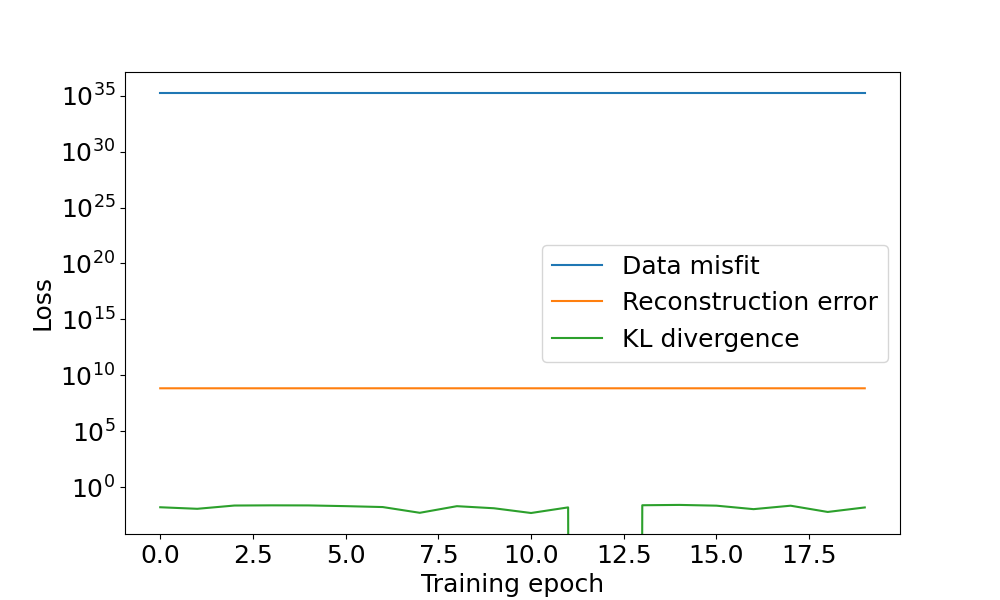 10^35
10^30
10^25
10^20
10^15
10^10
10^5
10^0
Loss
Data misfit
Reconstruction error
KL divergence
0.0 2.5 5.0 7.5 10.0 12.5 15.0 17.5
Training epoch